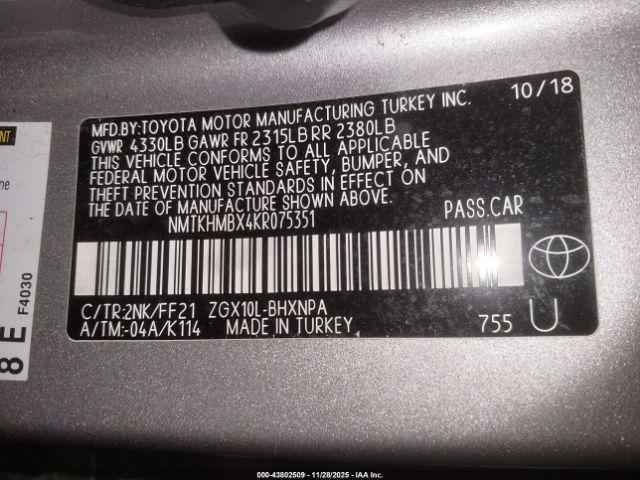 MFD.BY:TOYOTA MOTOR MANUFACTURING TURKEY INC. 10/18
GVWR 4330LB GAWR FR 2315LB RR 2380LB
THIS VEHICLE CONFORMS TO ALL APPLICABLE
FEDERAL MOTOR VEHICLE SAFETY, BUMPER, AND
THEFT PREVENTION STANDARDS IN EFFECT ON
THE DATE OF MANUFACTURE SHOWN ABOVE.
NMTKHMBX4KR075351 PASS.CAR
C/TR:2NK/FF21 ZGX10L-BHXNPA
A/TM:-04A/K114 MADE IN TURKEY 755 U
F4030
8 E
000-43802509 - 11/28/2025 - IAA Inc.